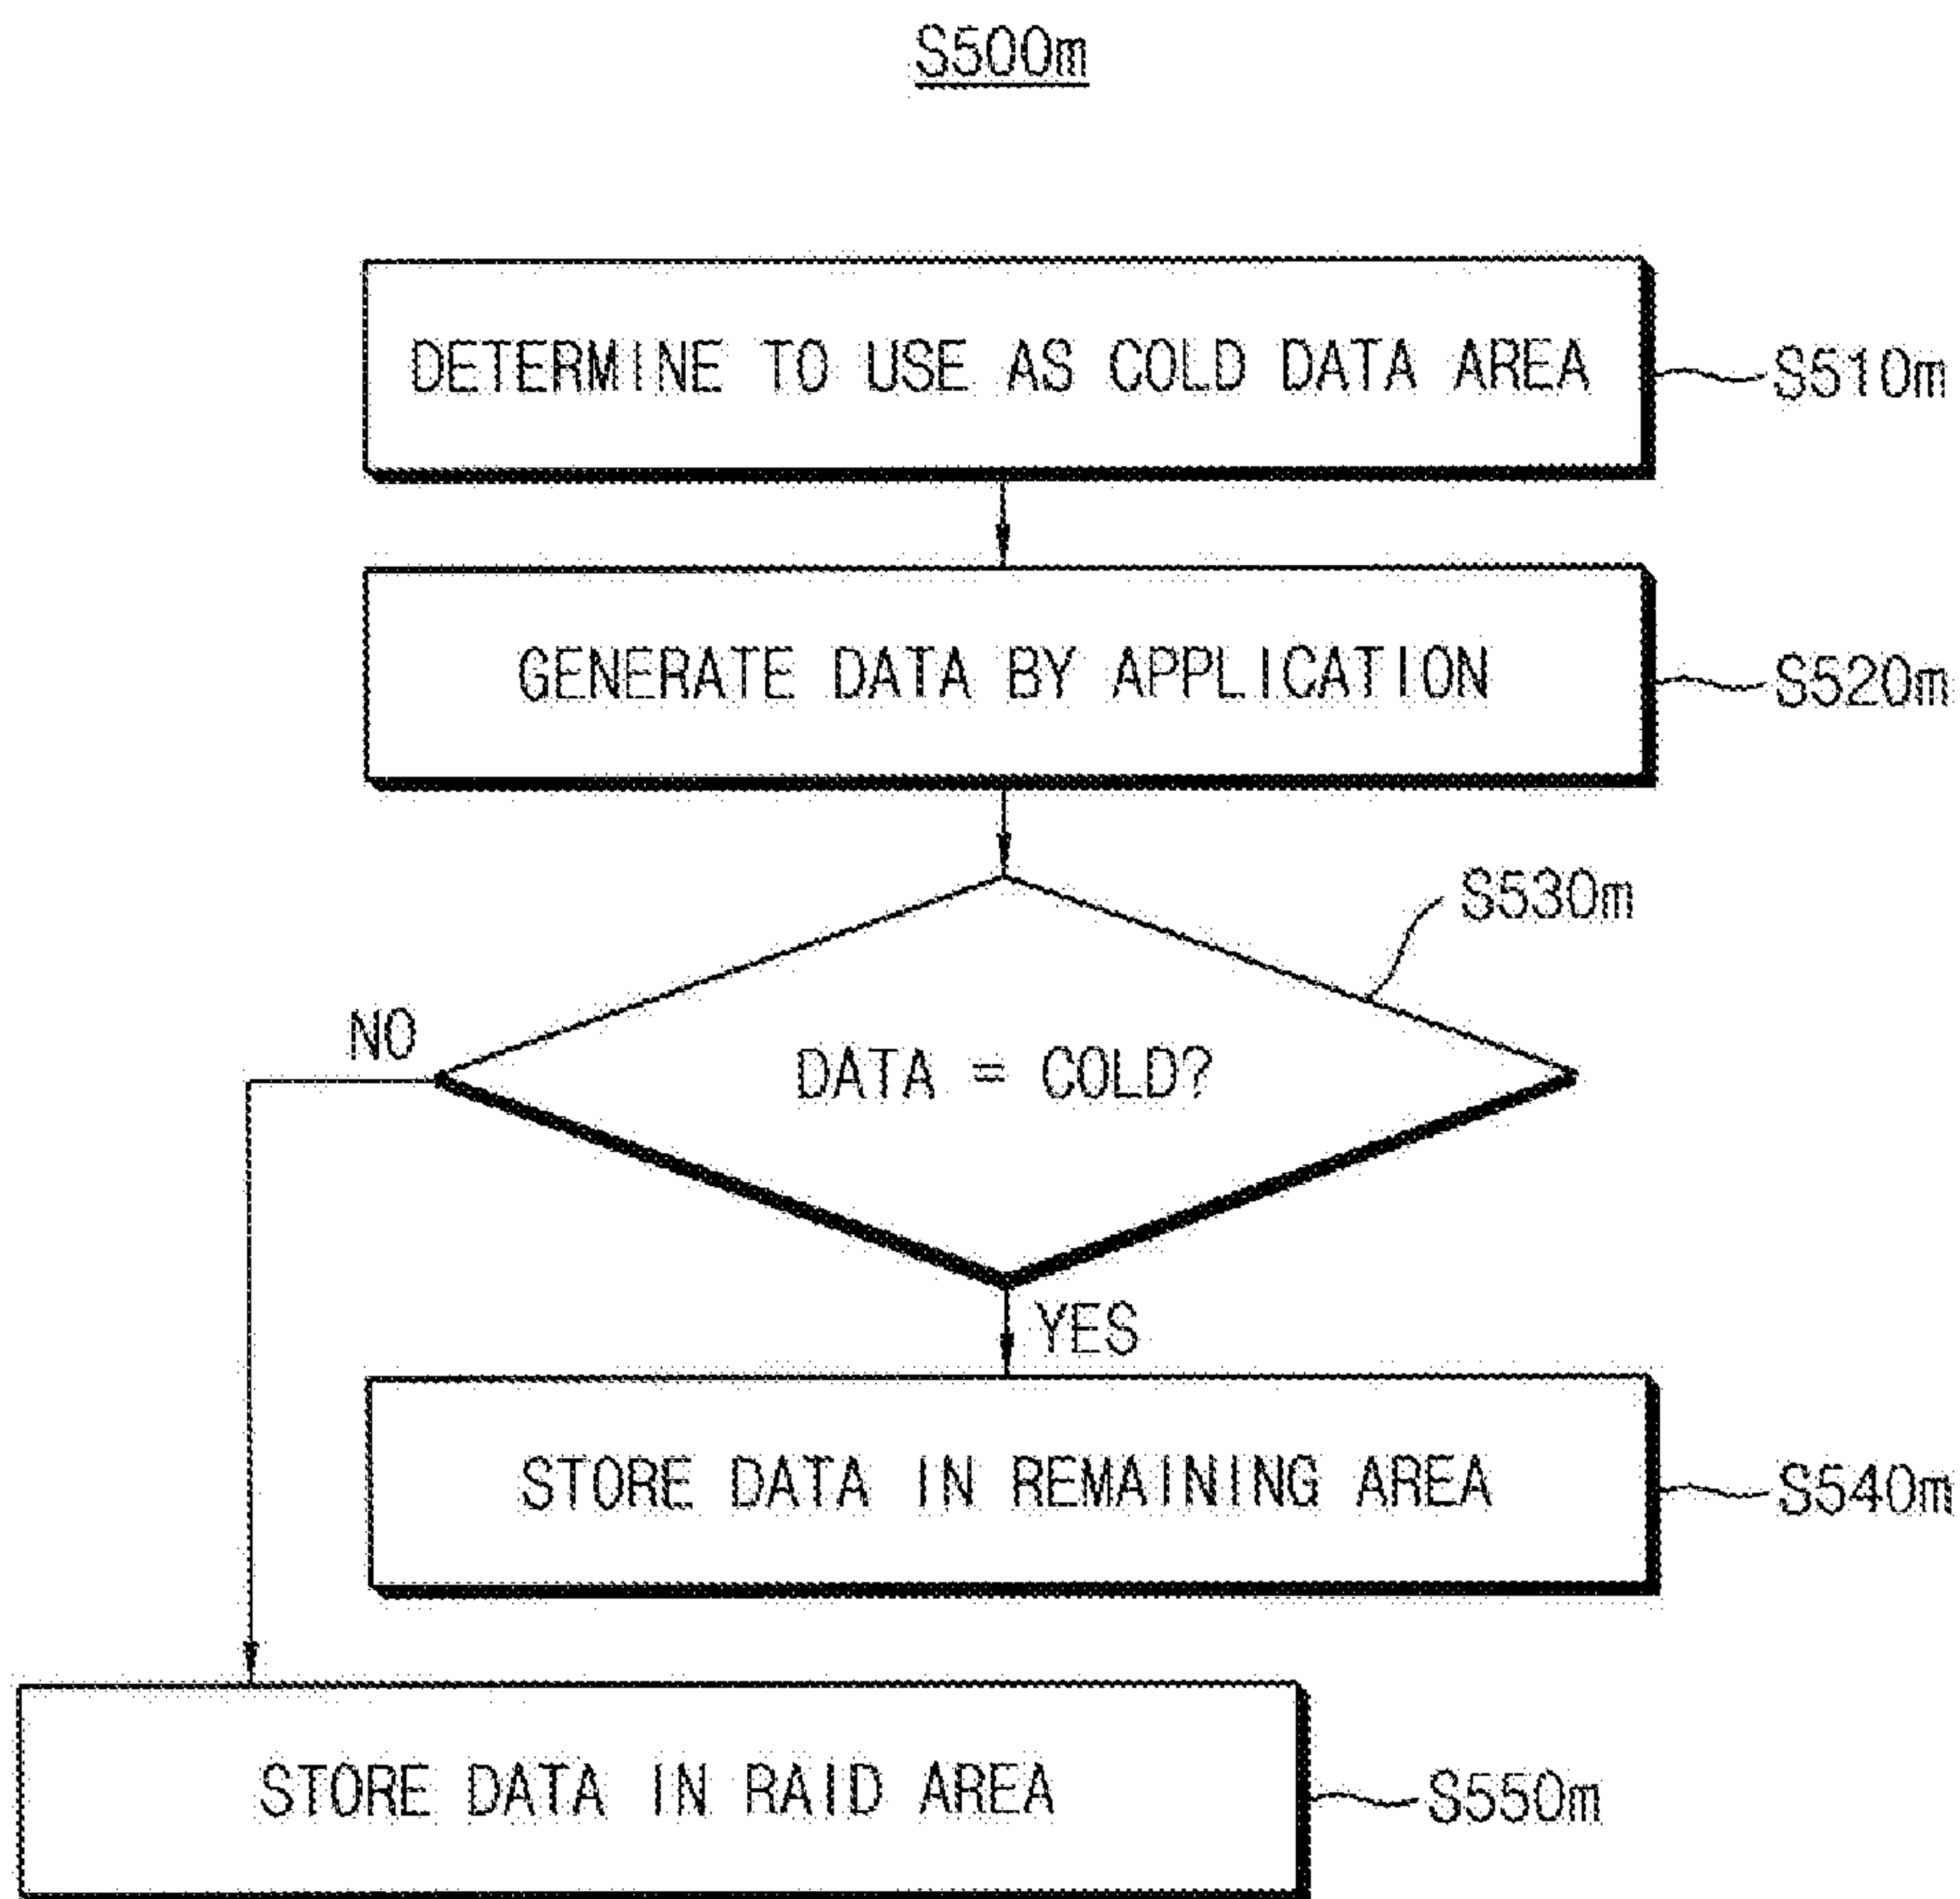 S500m
DETERMINE TO USE AS COLD DATA AREA
S510m
GENERATE DATA BY APPLICATION
S520m
S530m
NO
DATA = COLD?
YES
STORE DATA IN REMAINING AREA
S540m
STORE DATA IN RAID AREA
S550m